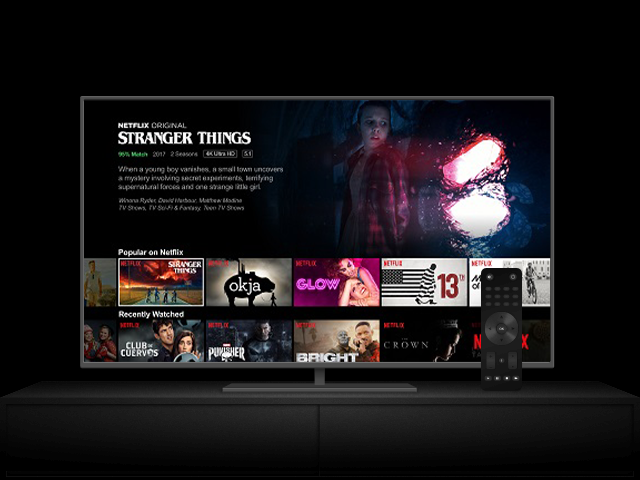 NETFLIX ORIGINAL
STRANGER THINGS
95% Match 2017 2 Seasons 4K Ultra HD 5.1
When a young boy vanishes, a small town uncovers
a mystery involving secret experiments, terrifying
supernatural forces and one strange little girl.
Winona Ryder, David Harbour, Matthew Modine
TV Shows, TV Sci-Fi & Fantasy, Teen TV Shows
Popular on Netflix
NETFLIX STRANGER THINGS
NETFLIX okja
NETFLIX GLOW
NETFLIX 13TH
Recently Watched
NETFLIX CLUB DE CUERVOS
NETFLIX PUNISHER
NETFLIX BRIGHT
NETFLIX THE CROWN